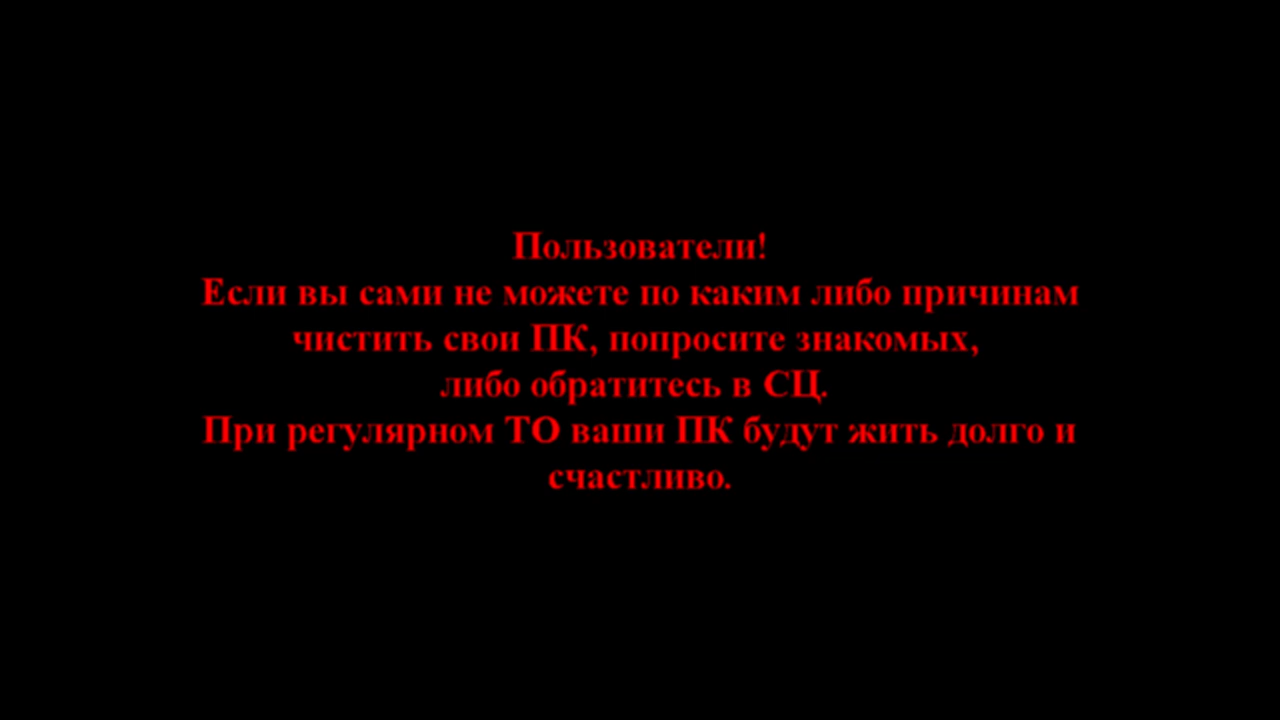 Пользователи!
Если вы сами не можете по каким либо причинам
чистить свои ПК, попросите знакомых,
либо обратитесь в СЦ.
При регулярном ТО ваши ПК будут жить долго и
счастливо.